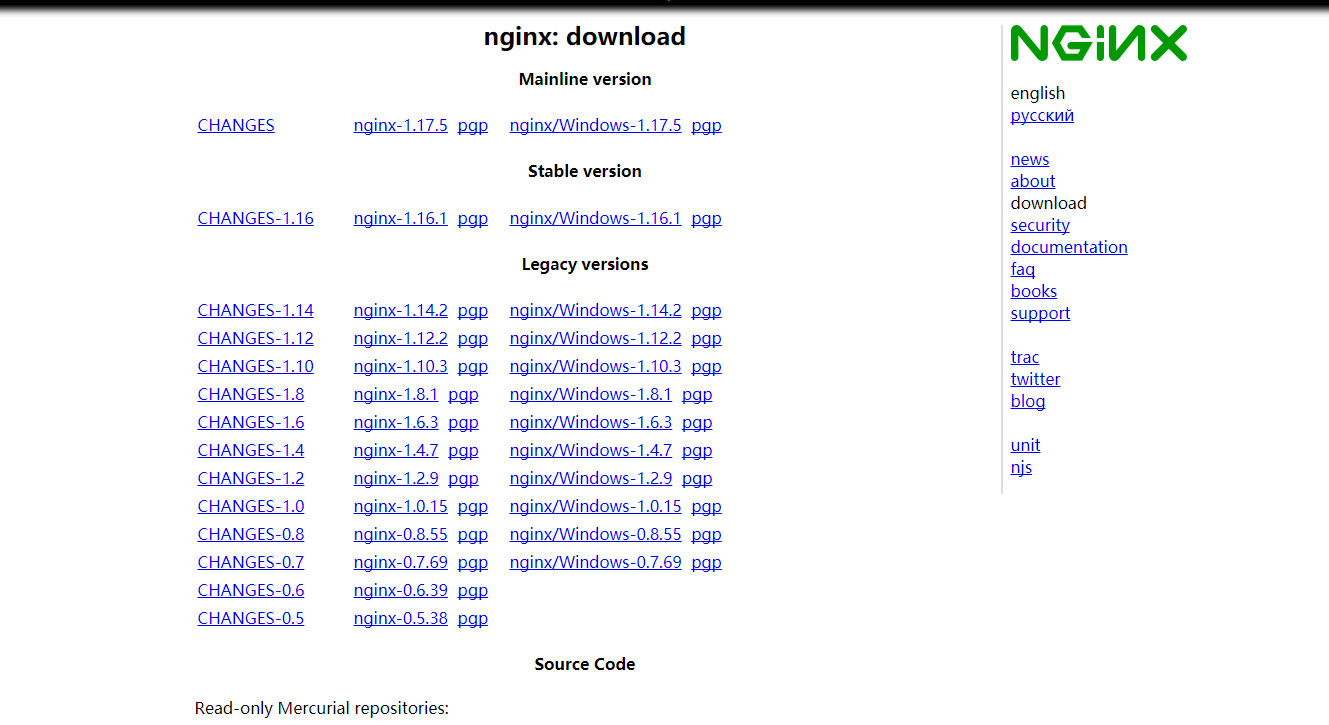 nginx: download
Mainline version
CHANGES nginx-1.17.5 pgp nginx/Windows-1.17.5 pgp
Stable version
CHANGES-1.16 nginx-1.16.1 pgp nginx/Windows-1.16.1 pgp
Legacy versions
CHANGES-1.14 nginx-1.14.2 pgp nginx/Windows-1.14.2 pgp
CHANGES-1.12 nginx-1.12.2 pgp nginx/Windows-1.12.2 pgp
CHANGES-1.10 nginx-1.10.3 pgp nginx/Windows-1.10.3 pgp
CHANGES-1.8 nginx-1.8.1 pgp nginx/Windows-1.8.1 pgp
CHANGES-1.6 nginx-1.6.3 pgp nginx/Windows-1.6.3 pgp
CHANGES-1.4 nginx-1.4.7 pgp nginx/Windows-1.4.7 pgp
CHANGES-1.2 nginx-1.2.9 pgp nginx/Windows-1.2.9 pgp
CHANGES-1.0 nginx-1.0.15 pgp nginx/Windows-1.0.15 pgp
CHANGES-0.8 nginx-0.8.55 pgp nginx/Windows-0.8.55 pgp
CHANGES-0.7 nginx-0.7.69 pgp nginx/Windows-0.7.69 pgp
CHANGES-0.6 nginx-0.6.39 pgp
CHANGES-0.5 nginx-0.5.38 pgp
Source Code
Read-only Mercurial repositories:
NGiNX
english
русский
news
about
download
security
documentation
faq
books
support
trac
twitter
blog
unit
njs